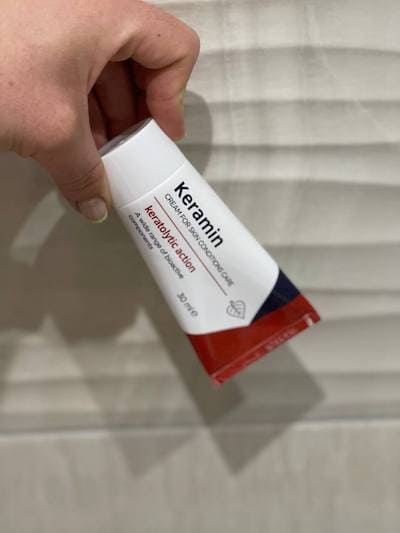 Keramin
CREAM FOR SKIN CONDITIONS CARE
keratolytic action
A wide range of bioactive
components
30 ml e